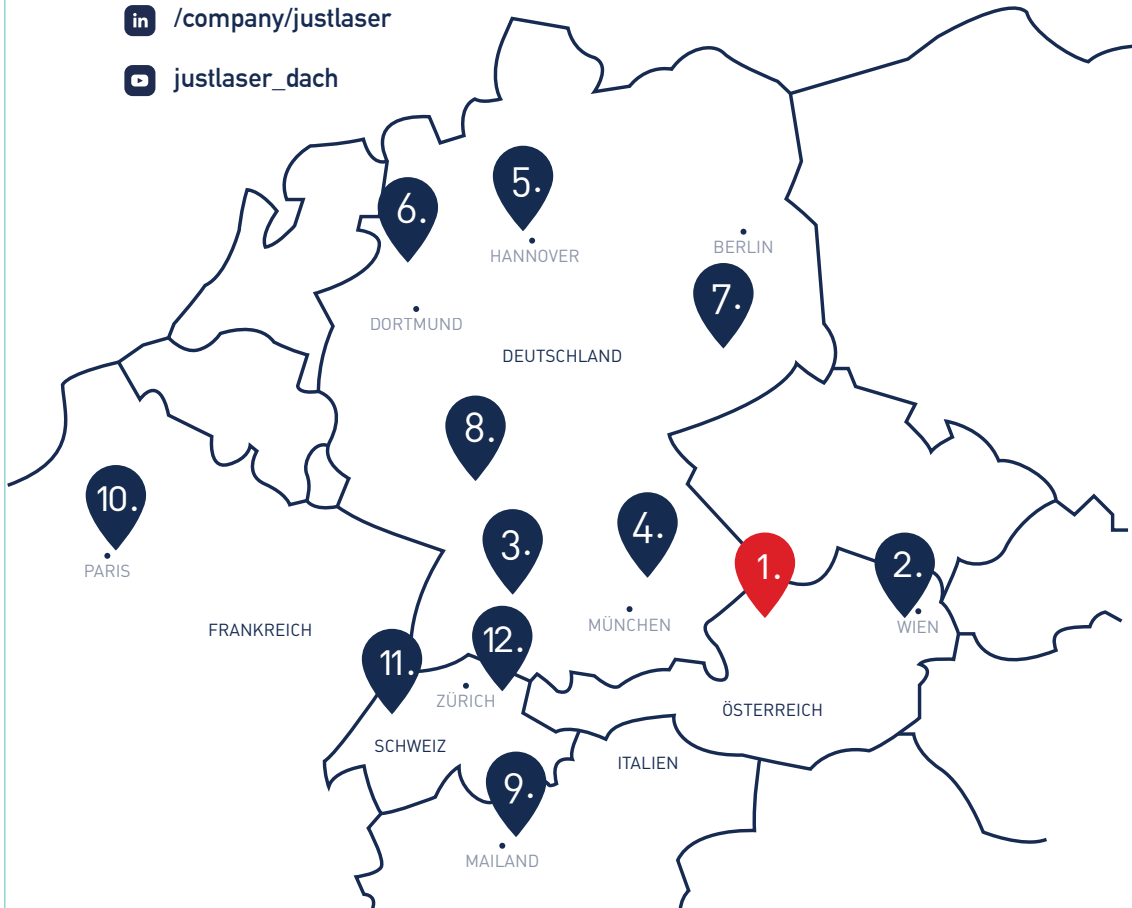 /company/justlaser
justlaser_dach
5.
6.
BERLIN
HANNOVER
7.
DORTMUND
DEUTSCHLAND
8.
10.
4.
3.
1.
2.
PARIS
MÜNCHEN
WIEN
FRANKREICH
12.
11.
ZÜRICH
ÖSTERREICH
SCHWEIZ
ITALIEN
9.
MAILAND